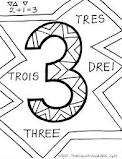 2+1=3
TRES
3
TROIS
DREI
THREE